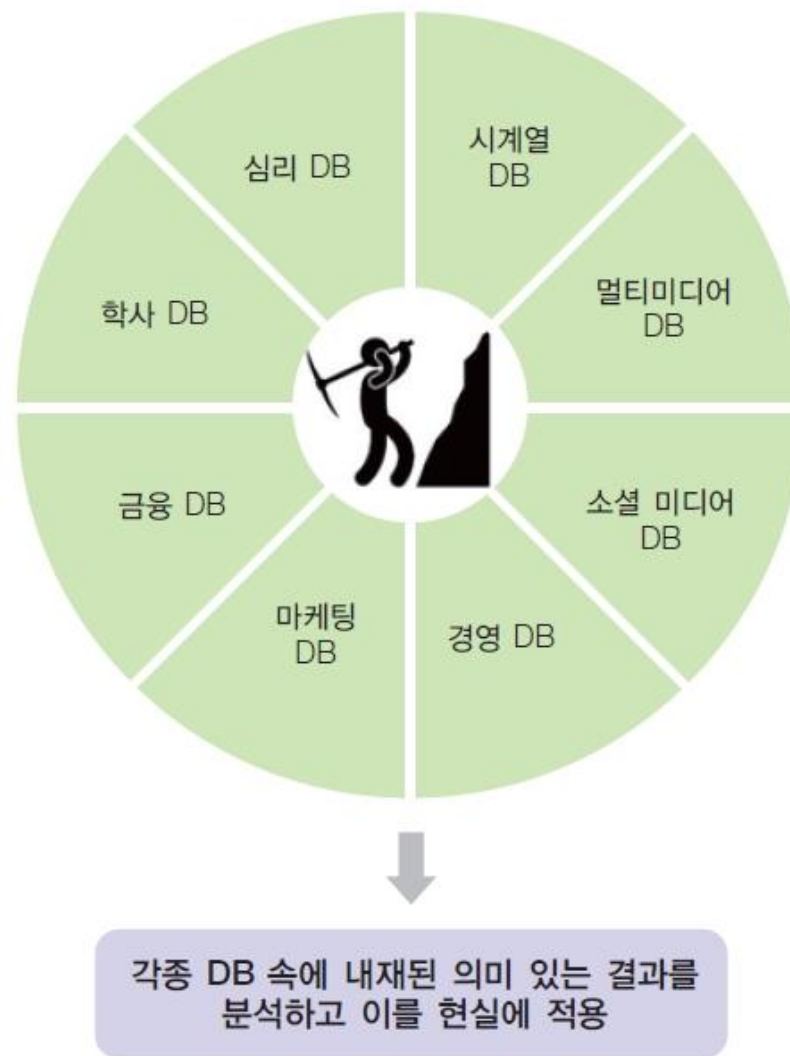 심리 DB
시계열
DB
학사 DB
멀티미디어
DB
금융 DB
소셜 미디어
DB
마케팅
DB
경영 DB
각종 DB 속에 내재된 의미 있는 결과를
분석하고 이를 현실에 적용